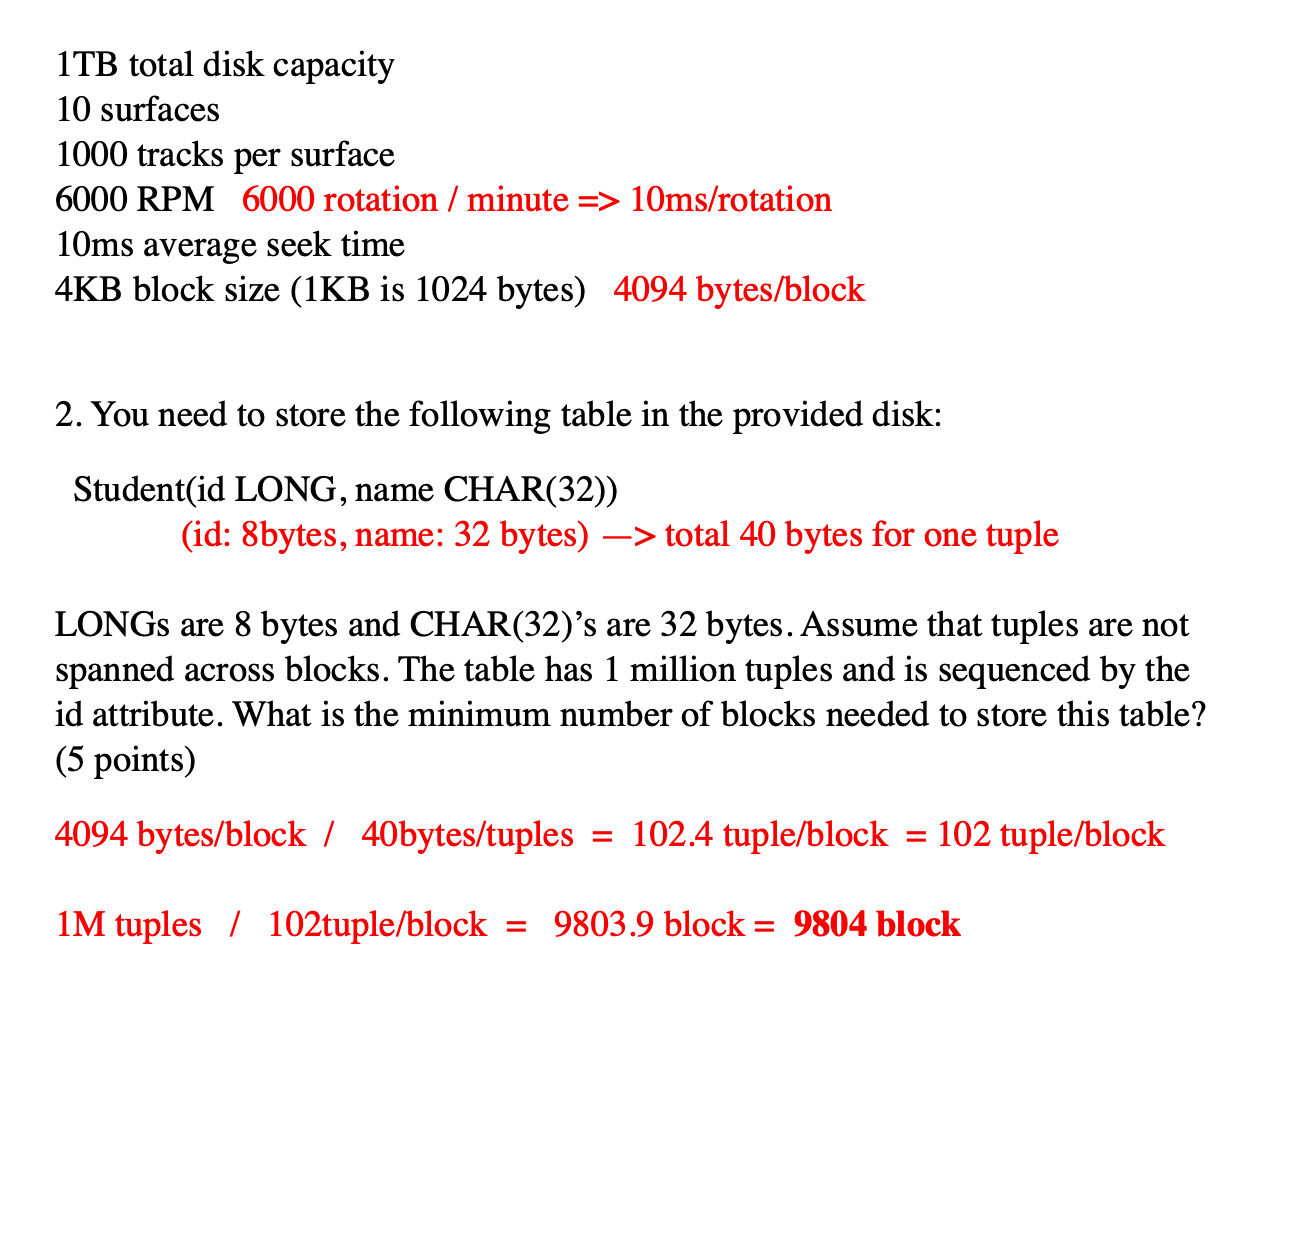 1TB total disk capacity
10 surfaces
1000 tracks per surface
6000 RPM 6000 rotation / minute => 10ms/rotation
10ms average seek time
4KB block size (1KB is 1024 bytes) 4094 bytes/block
2. You need to store the following table in the provided disk:
Student(id LONG, name CHAR(32))
(id: 8bytes, name: 32 bytes) —> total 40 bytes for one tuple
LONGs are 8 bytes and CHAR(32)’s are 32 bytes. Assume that tuples are not
spanned across blocks. The table has 1 million tuples and is sequenced by the
id attribute. What is the minimum number of blocks needed to store this table?
(5 points)
4094 bytes/block / 40bytes/tuples = 102.4 tuple/block = 102 tuple/block
1M tuples / 102tuple/block = 9803.9 block = 9804 block